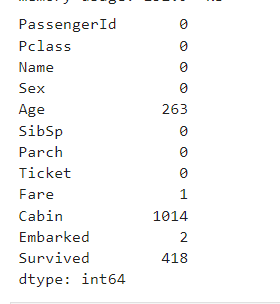 PassengerId 0
Pclass 0
Name 0
Sex 0
Age 263
SibSp 0
Parch 0
Ticket 0
Fare 1
Cabin 1014
Embarked 2
Survived 418
dtype: int64